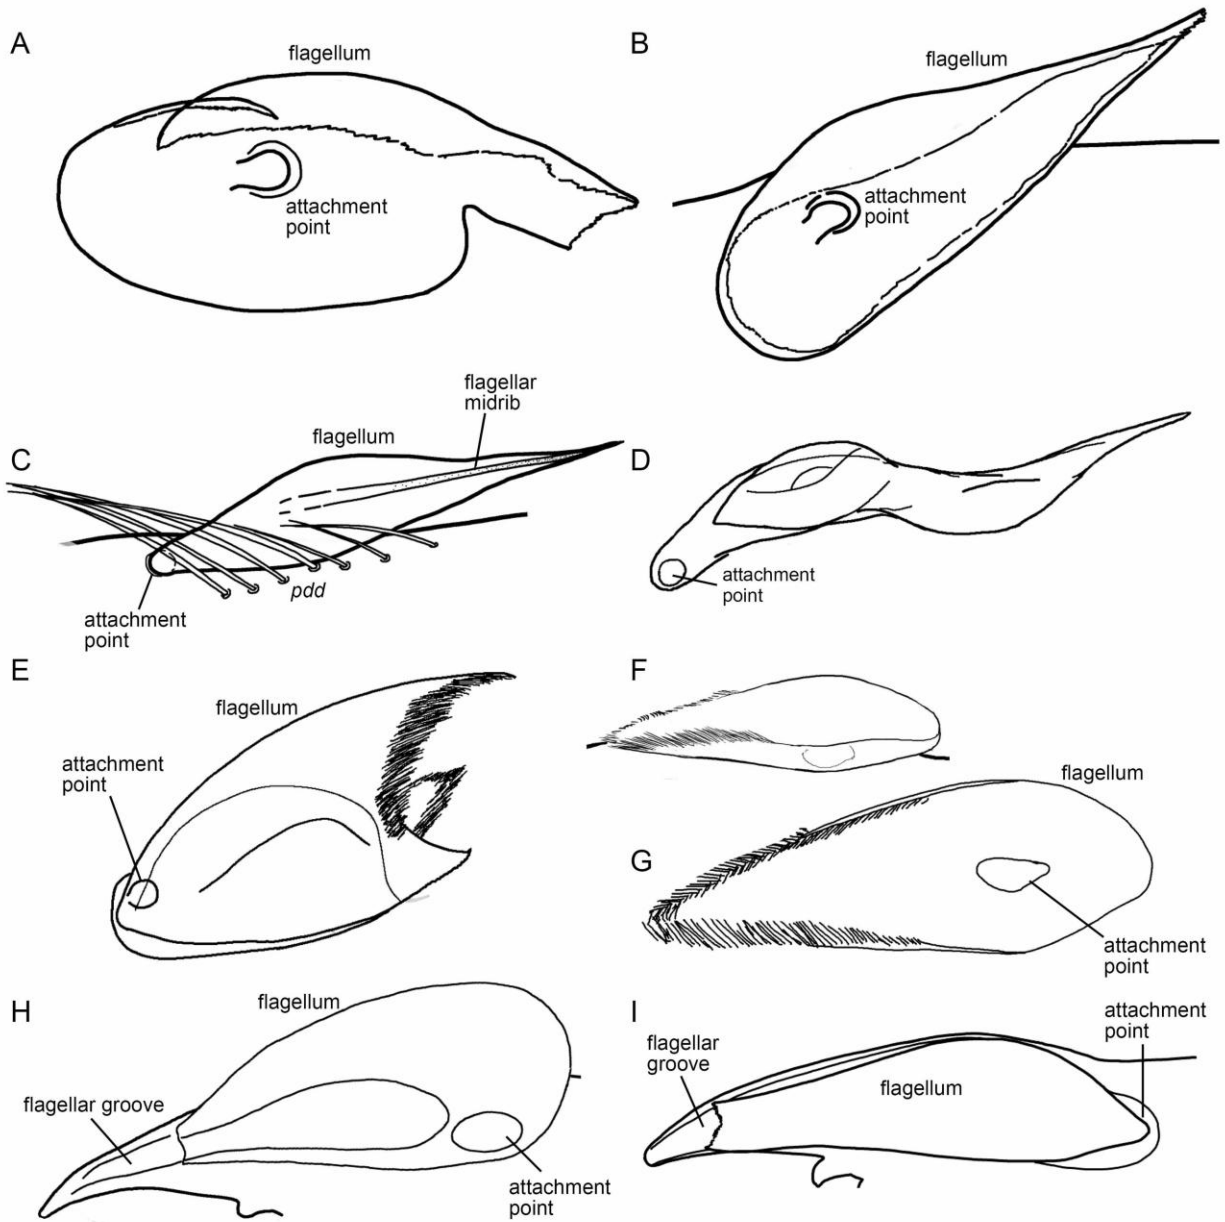 A
flagellum
attachment
point
B
flagellum
attachment
point
C
flagellum
flagellar
midrib
pdd
attachment
point
D
attachment
point
E
flagellum
attachment
point
F
G
flagellum
attachment
point
H
flagellum
flagellar groove
attachment
point
I
flagellar
groove
flagellum
attachment
point